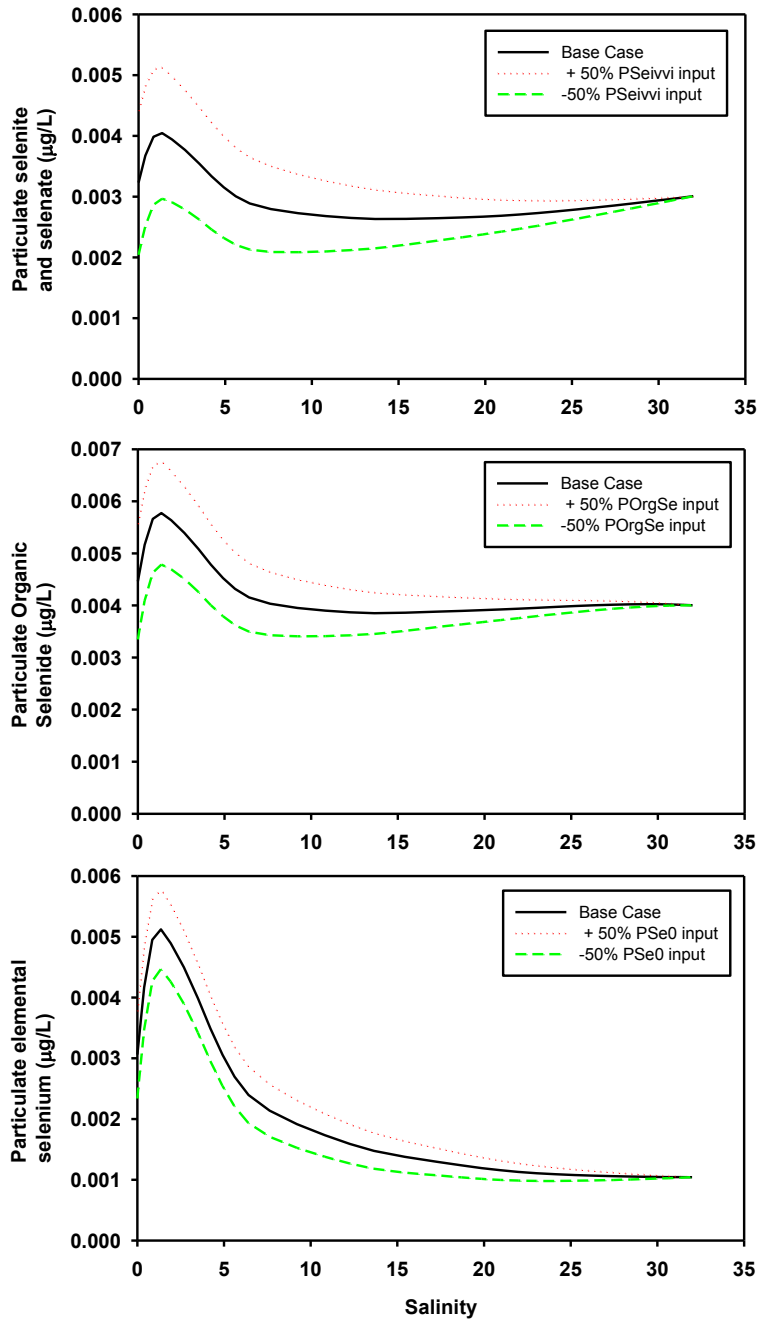 0.006
0.005
0.004
0.003
0.002
0.001
0.000
Particulate selenite
and selenate (µg/L)
Base Case
+ 50% PSeivvi input
-50% PSeivvi input
0 5 10 15 20 25 30 35
0.007
0.006
0.005
0.004
0.003
0.002
0.001
0.000
Particulate Organic
Selenide (µg/L)
Base Case
+ 50% POrgSe input
-50% POrgSe input
0 5 10 15 20 25 30 35
0.006
0.005
0.004
0.003
0.002
0.001
0.000
Particulate elemental
selenium (µg/L)
Base Case
+ 50% PSe0 input
-50% PSe0 input
0 5 10 15 20 25 30 35
Salinity